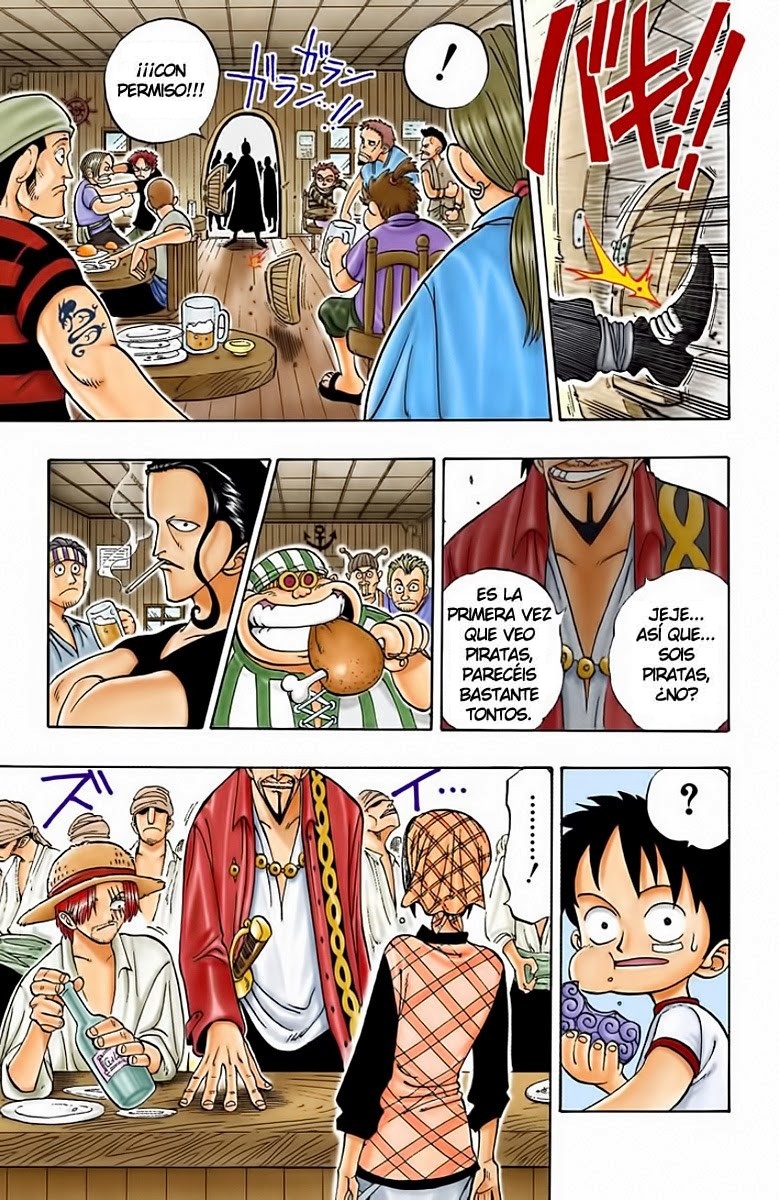 バキ!!
!
ガラン
ガラン...!!
¡¡¡CON
PERMISO!!!
JEJE...
ASÍ QUE...
SOIS
PIRATAS,
¿NO?
ES LA
PRIMERA VEZ
QUE VEO
PIRATAS,
PARECÉIS
BASTANTE
TONTOS.
?
........!
ズイ...